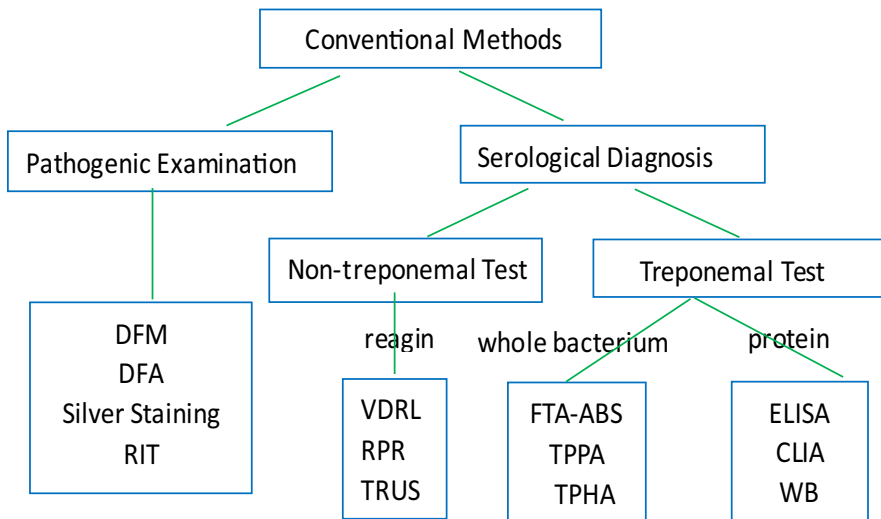 Conventional Methods
Pathogenic Examination
Serological Diagnosis
Non-treponemal Test
Treponemal Test
reagin
whole bacterium
protein
DFM
DFA
Silver Staining
RIT
VDRL
RPR
TRUS
FTA-ABS
TPPA
TPHA
ELISA
CLIA
WB